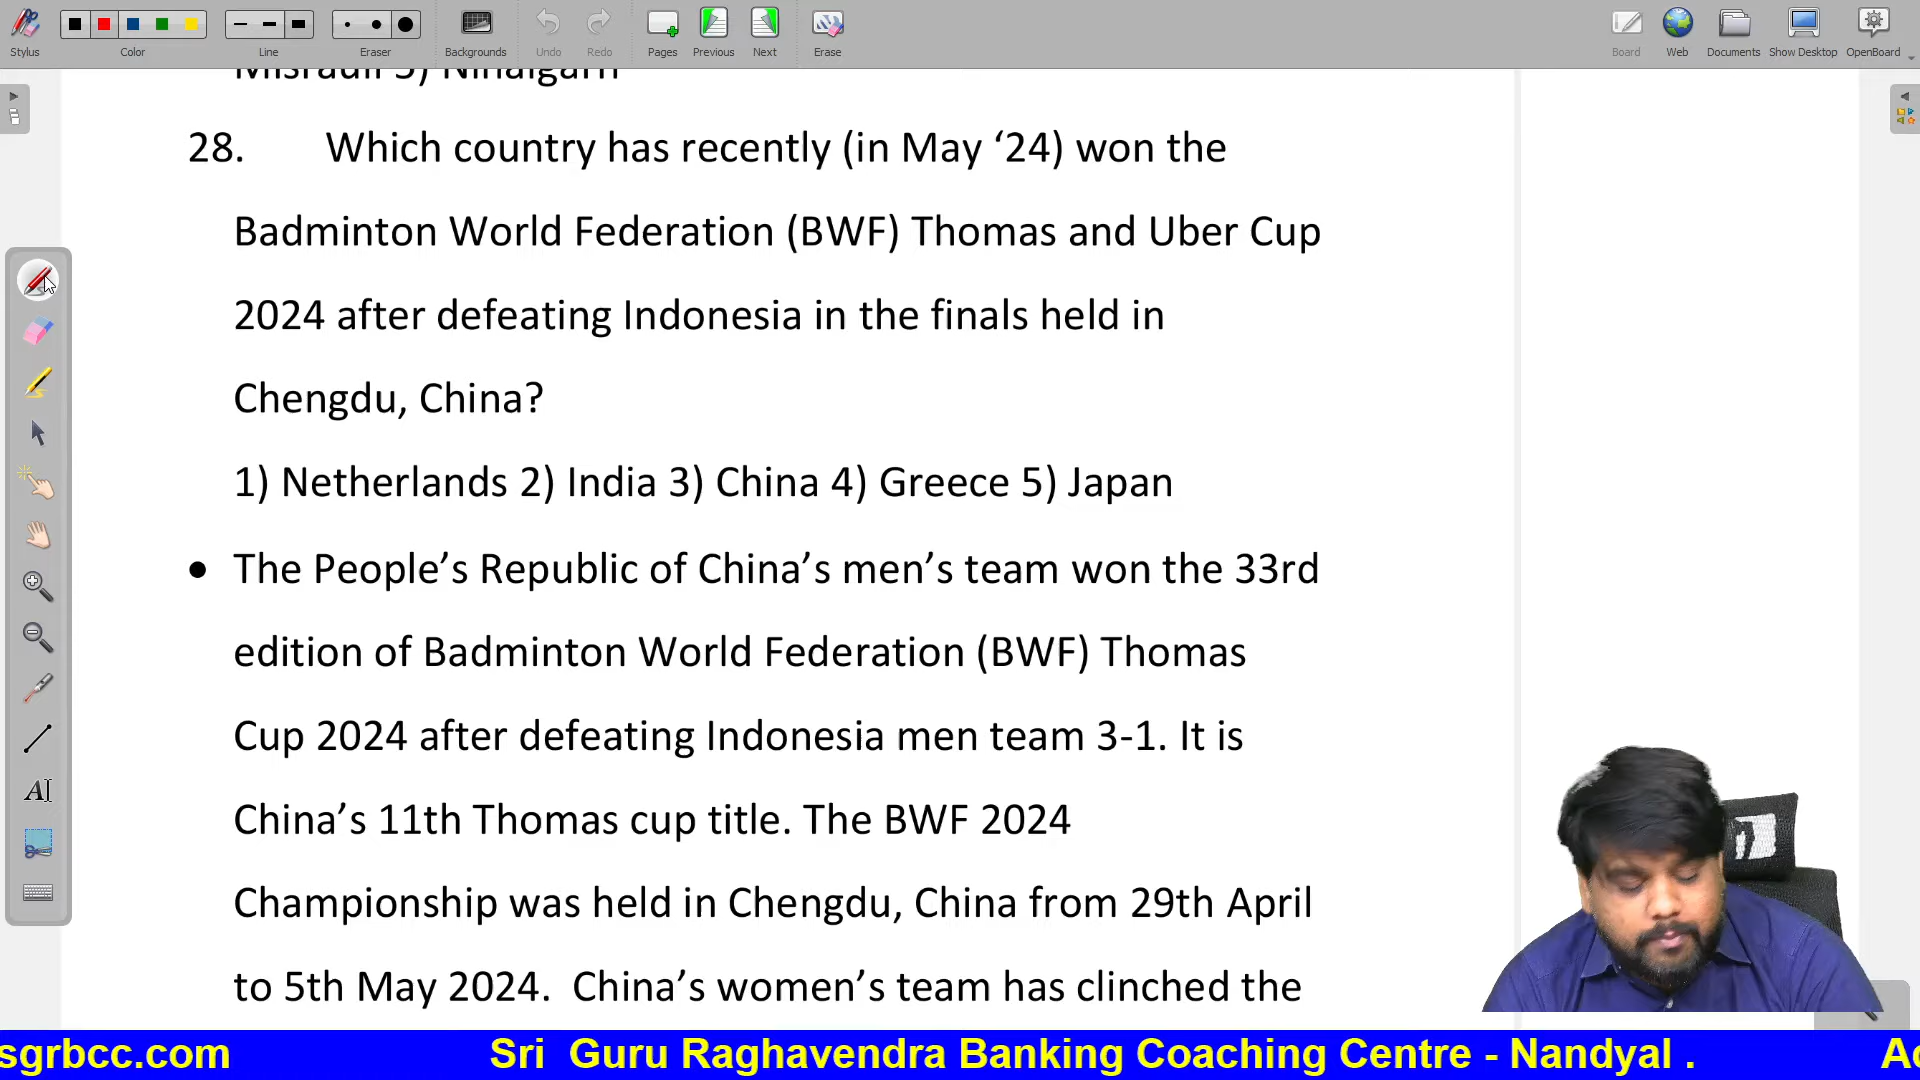 Stylus
Color
Line
Eraser
Backgrounds
Undo
Redo
Pages
Previous
Next
Erase
Board
Web
Documents
Show Desktop
OpenBoard
28. Which country has recently (in May ‘24) won the
Badminton World Federation (BWF) Thomas and Uber Cup
2024 after defeating Indonesia in the finals held in
Chengdu, China?
1) Netherlands 2) India 3) China 4) Greece 5) Japan
• The People’s Republic of China’s men’s team won the 33rd
edition of Badminton World Federation (BWF) Thomas
Cup 2024 after defeating Indonesia men team 3-1. It is
China’s 11th Thomas cup title. The BWF 2024
Championship was held in Chengdu, China from 29th April
to 5th May 2024. China’s women’s team has clinched the
sgrbcc.com Sri Guru Raghavendra Banking Coaching Centre - Nandyal .